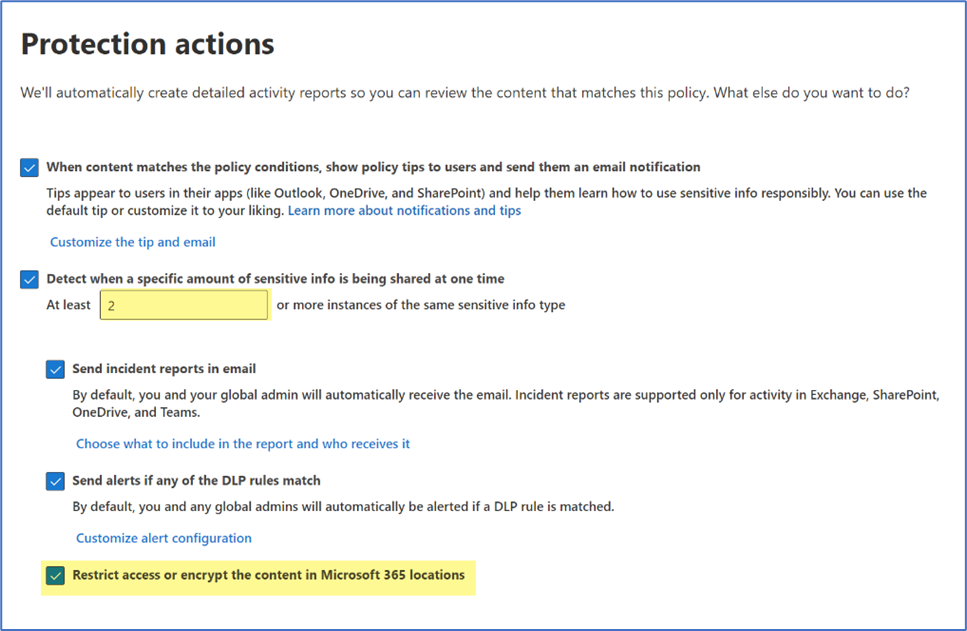 Protection actions
We'll automatically create detailed activity reports so you can review the content that matches this policy. What else do you want to do?
When content matches the policy conditions, show policy tips to users and send them an email notification
Tips appear to users in their apps (like Outlook, OneDrive, and SharePoint) and help them learn how to use sensitive info responsibly. You can use the
default tip or customize it to your liking. Learn more about notifications and tips
Customize the tip and email
Detect when a specific amount of sensitive info is being shared at one time
At least 2 or more instances of the same sensitive info type
Send incident reports in email
By default, you and your global admin will automatically receive the email. Incident reports are supported only for activity in Exchange, SharePoint,
OneDrive, and Teams.
Choose what to include in the report and who receives it
Send alerts if any of the DLP rules match
By default, you and any global admins will automatically be alerted if a DLP rule is matched.
Customize alert configuration
Restrict access or encrypt the content in Microsoft 365 locations